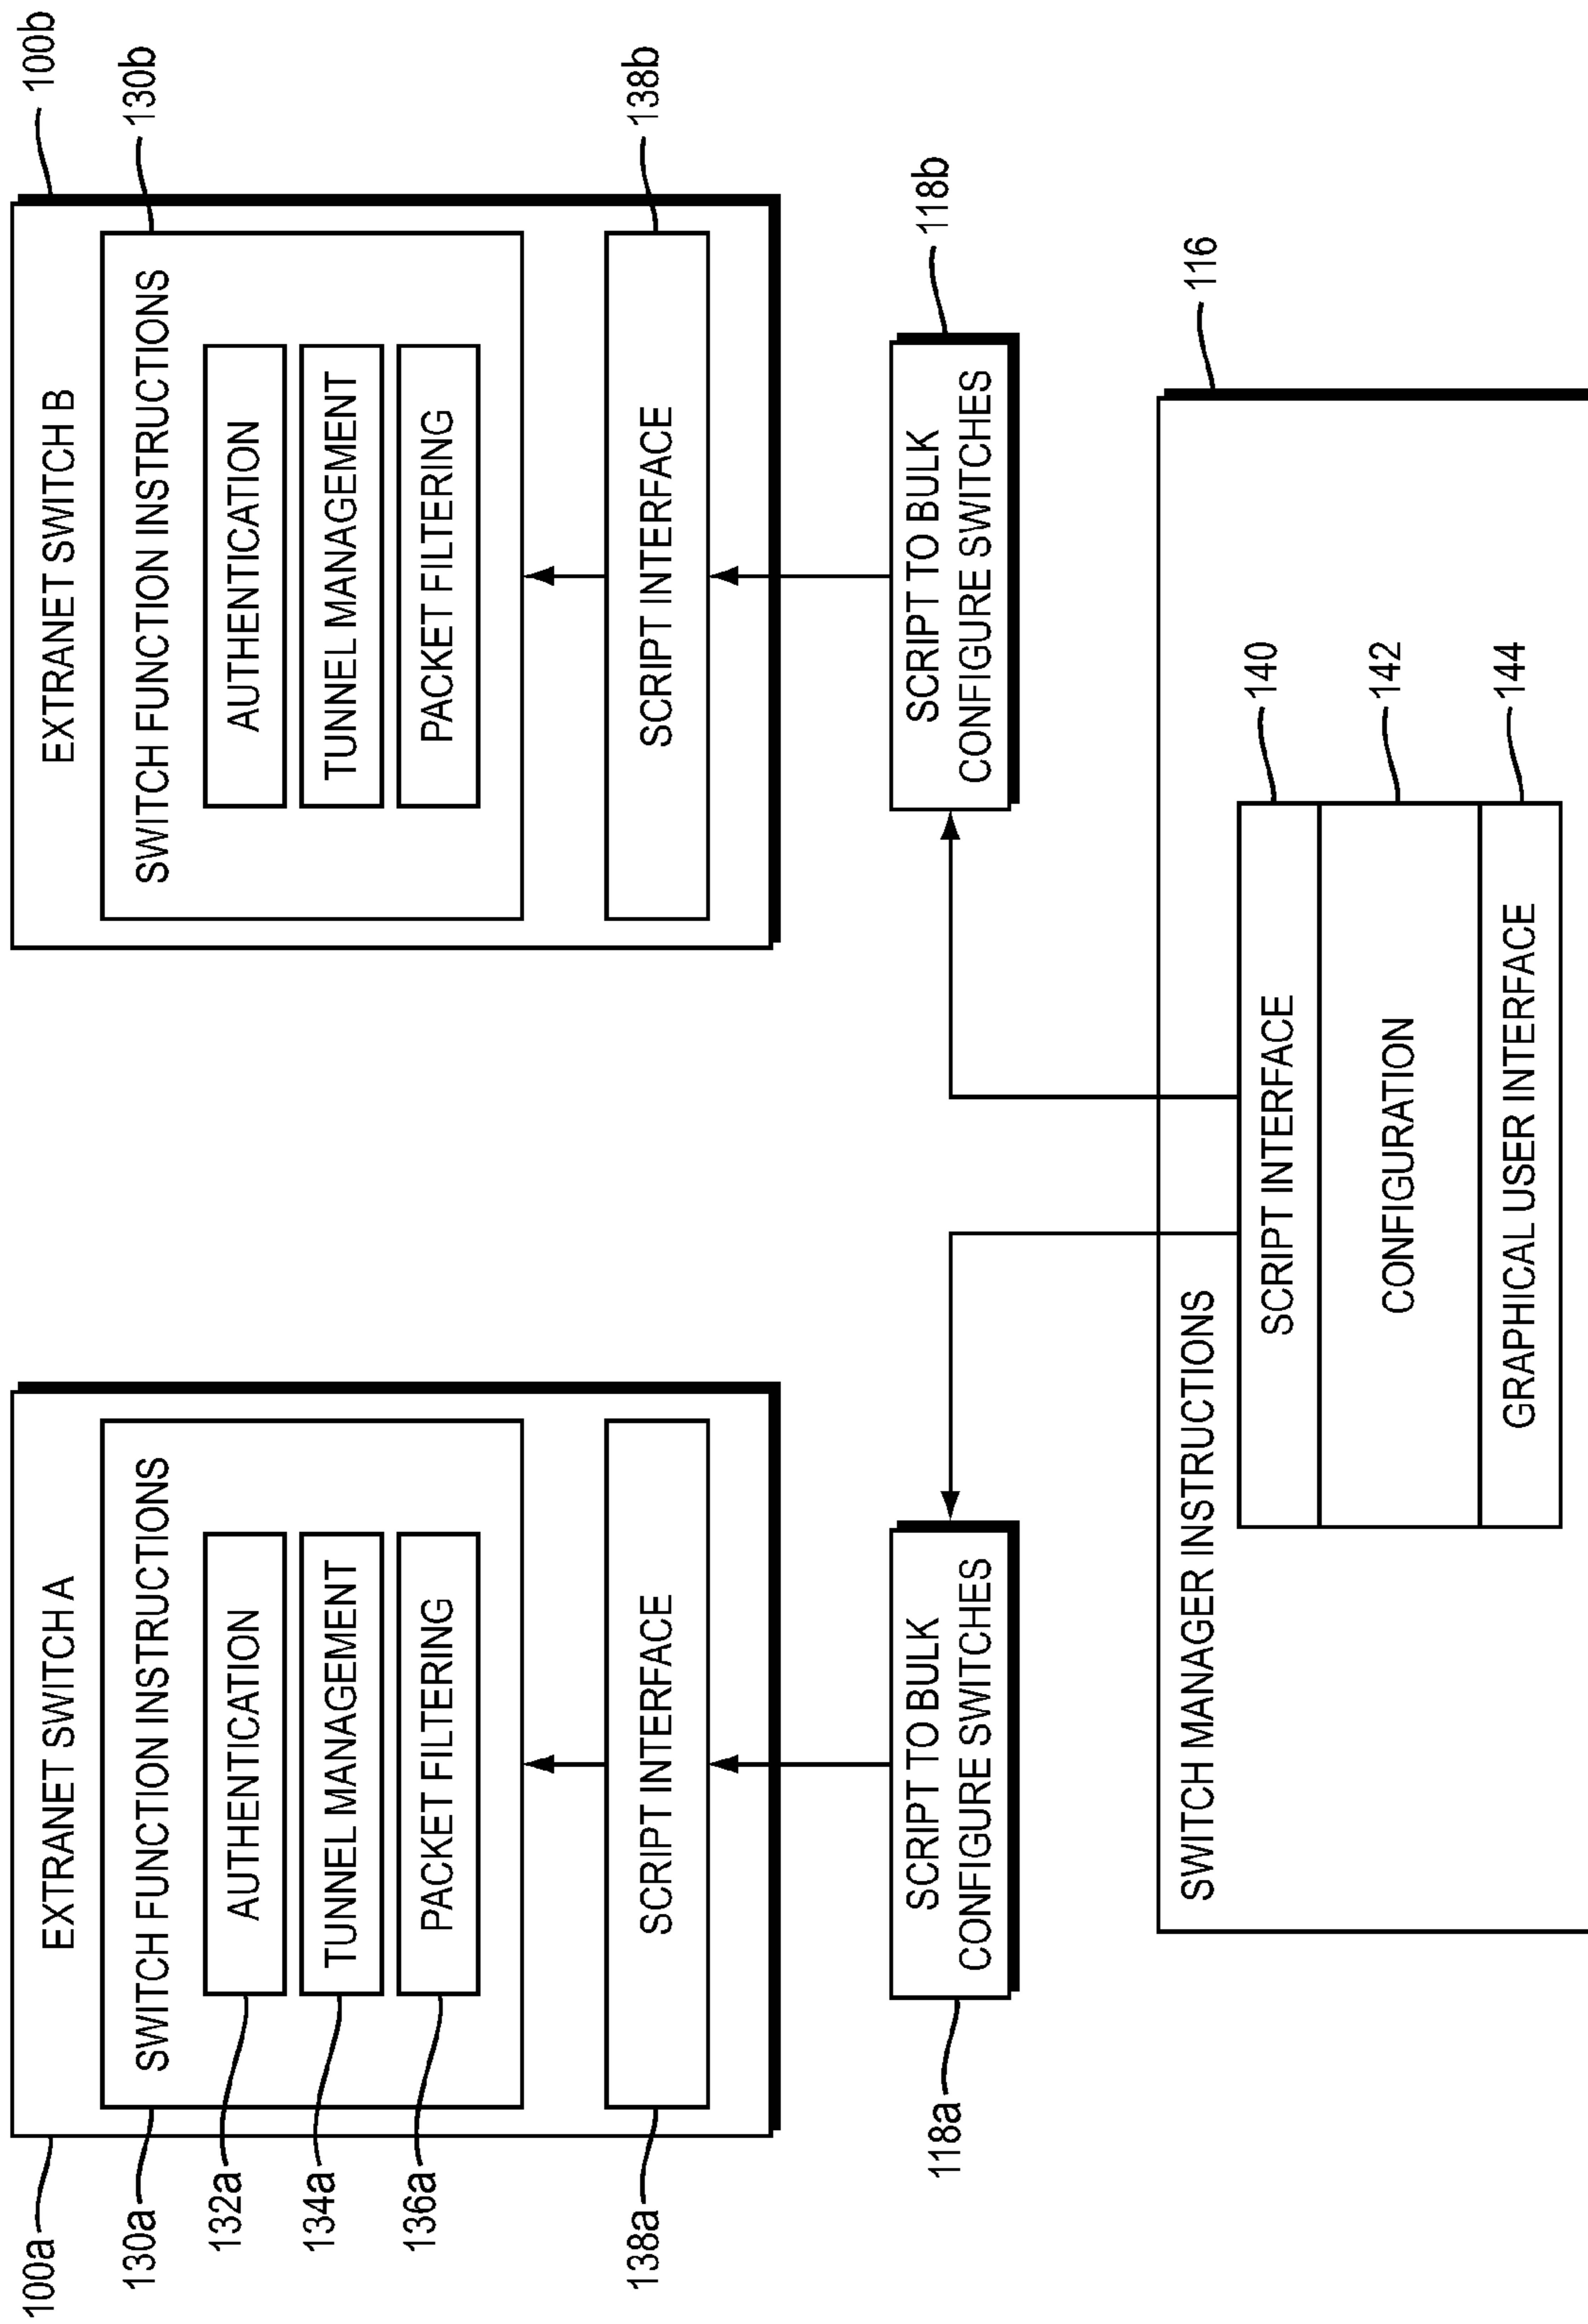 EXTRANET SWITCH A
SWITCH FUNCTION INSTRUCTIONS
AUTHENTICATION
TUNNEL MANAGEMENT
PACKET FILTERING
SCRIPT INTERFACE
100a
130a
132a
134a
136a
138a
EXTRANET SWITCH B
SWITCH FUNCTION INSTRUCTIONS
AUTHENTICATION
TUNNEL MANAGEMENT
PACKET FILTERING
SCRIPT INTERFACE
100b
130b
138b
SCRIPT TO BULK
CONFIGURE SWITCHES
118a
SCRIPT TO BULK
CONFIGURE SWITCHES
118b
SWITCH MANAGER INSTRUCTIONS
116
SCRIPT INTERFACE
140
CONFIGURATION
142
GRAPHICAL USER INTERFACE
144